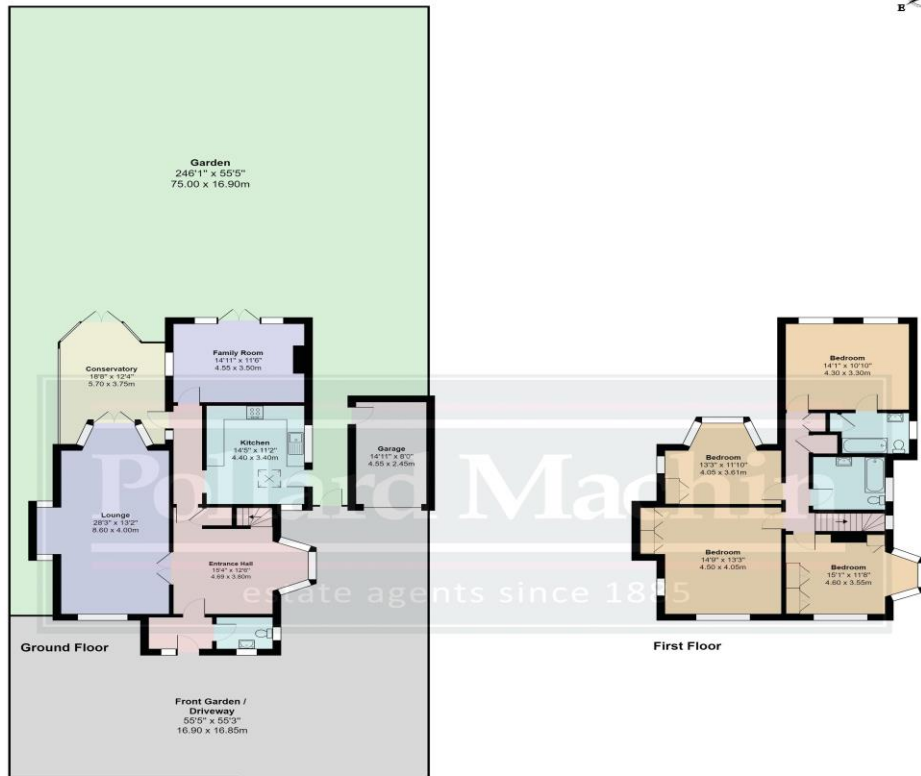 E
Garden
246'1" x 55'5"
75.00 x 16.90m
Conservatory
18'8" x 12'4"
5.70 x 3.75m
Family Room
14'11" x 11'6"
4.55 x 3.50m
Kitchen
14'5" x 11'2"
4.40 x 3.40m
Garage
14'11" x 8'0"
4.55 x 2.45m
Lounge
28'3" x 13'2"
8.60 x 4.00m
Entrance Hall
15'4" x 12'6"
4.69 x 3.80m
Ground Floor
Front Garden /
Driveway
55'5" x 55'3"
16.90 x 16.85m
Bedroom
14'1" x 10'10"
4.30 x 3.30m
Bedroom
13'3" x 11'10"
4.05 x 3.61m
Bedroom
14'9" x 13'3"
4.50 x 4.05m
Bedroom
15'1" x 11'8"
4.60 x 3.55m
First Floor
Pollard Machin
estate agents since 1885